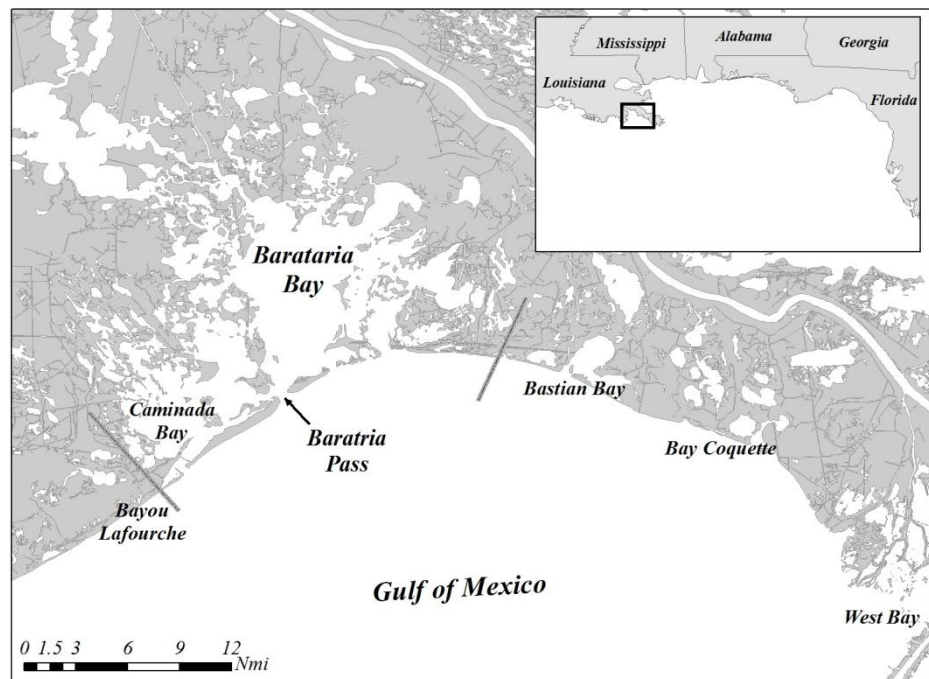 Mississippi
Alabama
Georgia
Louisiana
Florida
Barataria
Bay
Bastian Bay
Caminada
Bay
Baratria
Pass
Bay Coquette
Bayou
Lafourche
Gulf of Mexico
West Bay
0 1.5 3 6 9 12
Nmi